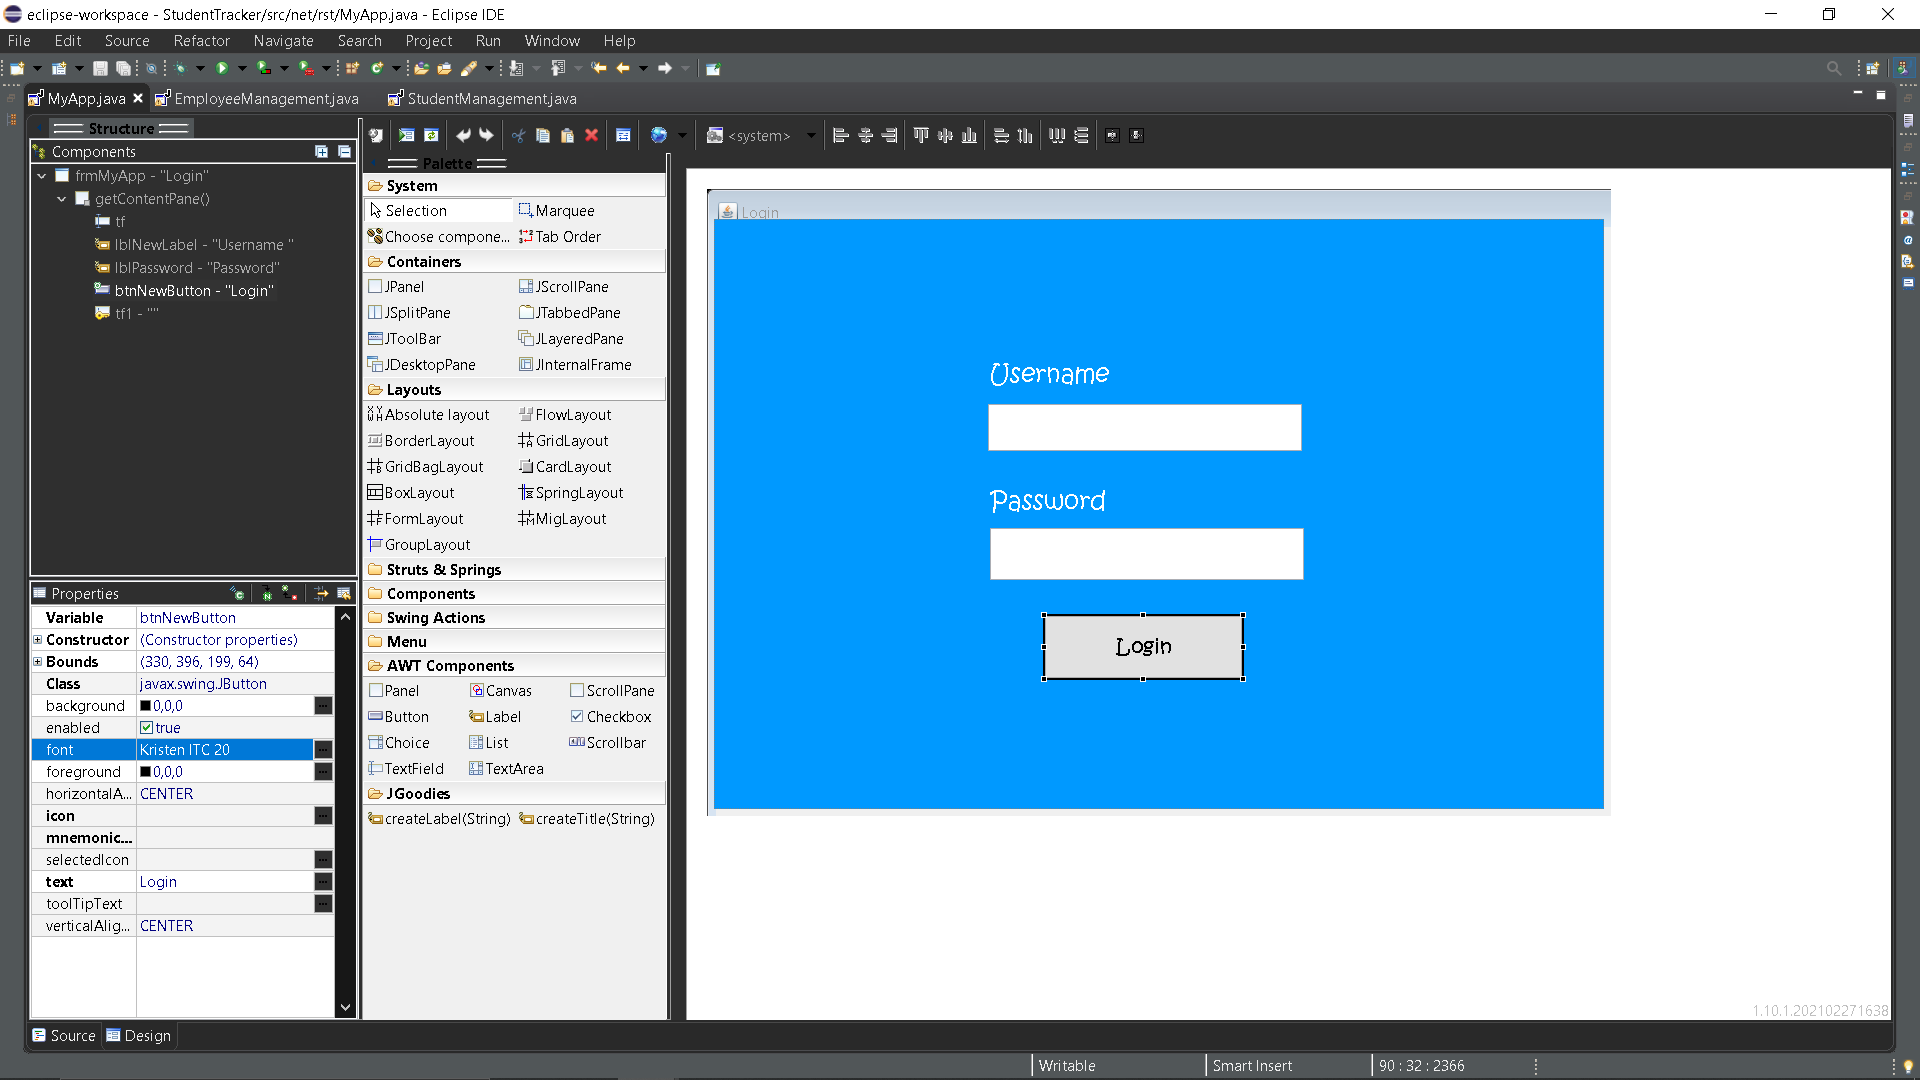 eclipse-workspace - StudentTracker/src/net/rst/MyApp.java - Eclipse IDE
File Edit Source Refactor Navigate Search Project Run Window Help
MyApp.java EmployeeManagement.java StudentManagement.java
Structure
Components
frmMyApp - "Login"
getContentPane()
tf
lblNewLabel - "Username "
lblPassword - "Password"
btnNewButton - "Login"
tf1 - ""
Properties
Variable btnNewButton
Constructor (Constructor properties)
Bounds (330, 396, 199, 64)
Class javax.swing.JButton
background 0,0,0
enabled true
font Kristen ITC 20
foreground 0,0,0
horizontalA... CENTER
icon
mnemonic...
selectedIcon
text Login
toolTipText
verticalAlig... CENTER
Source Design
<system>
Palette
System
Selection Marquee
Choose compone... Tab Order
Containers
JPanel JScrollPane
JSplitPane JTabbedPane
JToolBar JLayeredPane
JDesktopPane JInternalFrame
Layouts
Absolute layout FlowLayout
BorderLayout GridLayout
GridBagLayout CardLayout
BoxLayout SpringLayout
FormLayout MigLayout
GroupLayout
Struts & Springs
Components
Swing Actions
Menu
AWT Components
Panel Canvas ScrollPane
Button Label Checkbox
Choice List Scrollbar
TextField TextArea
JGoodies
createLabel(String) createTitle(String)
Login
Username
Password
Login
1.10.1.202102271638
Writable Smart Insert 90 : 32 : 2366